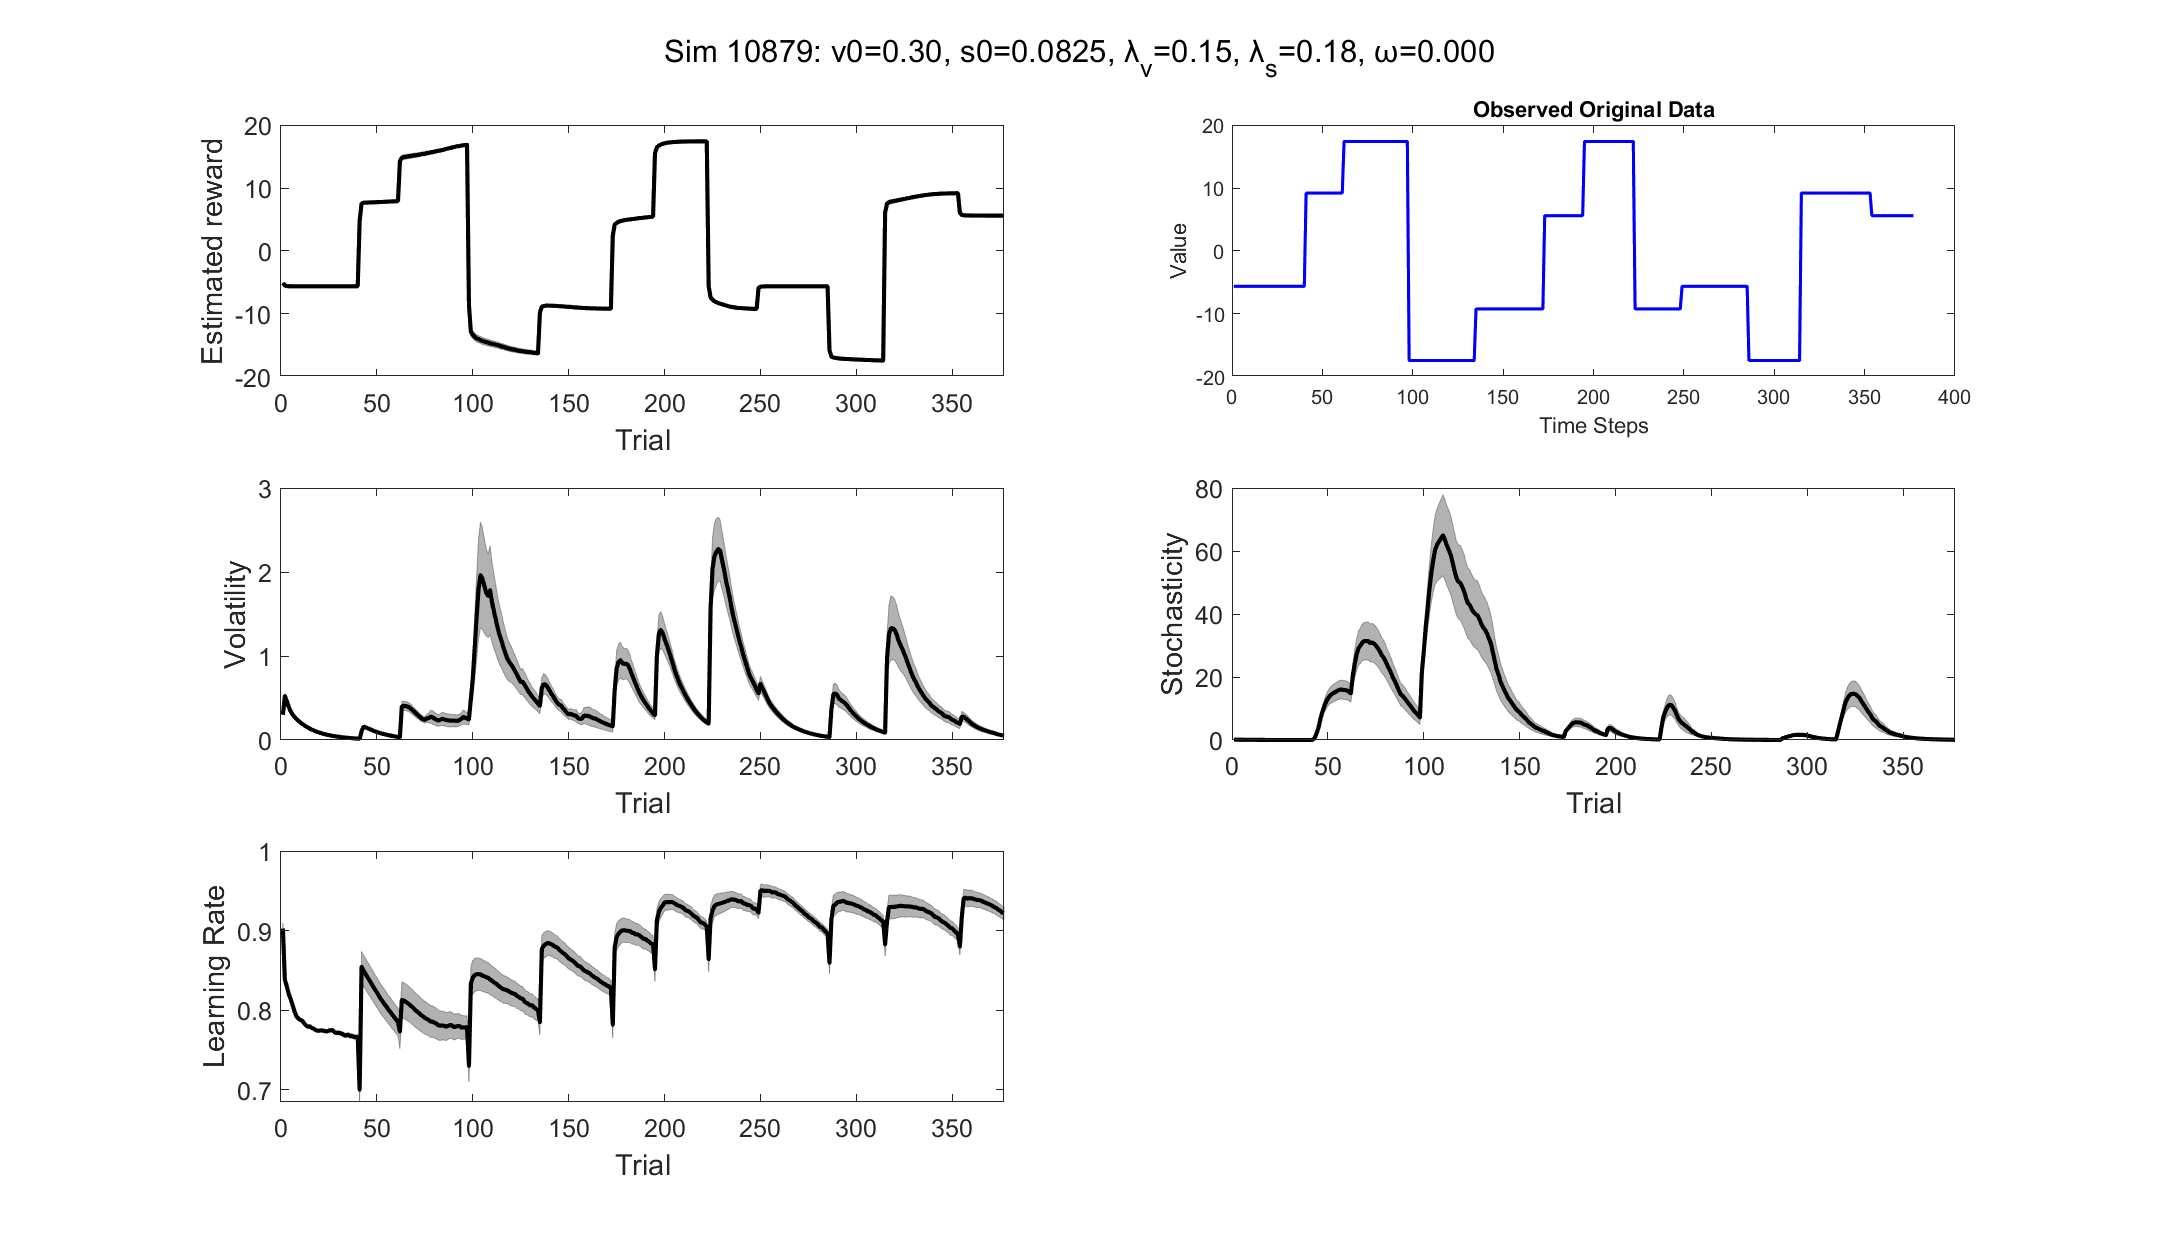 Sim 10879: v0=0.30, s0=0.0825, λ_v=0.15, λ_s=0.18, ω=0.000
Estimated reward
20
10
0
-10
-20
0 50 100 150 200 250 300 350
Trial
Observed Original Data
Value
20
10
0
-10
-20
0 50 100 150 200 250 300 350 400
Time Steps
Volatility
3
2
1
0
0 50 100 150 200 250 300 350
Trial
Stochasticity
80
60
40
20
0
0 50 100 150 200 250 300 350
Trial
Learning Rate
1
0.9
0.8
0.7
0 50 100 150 200 250 300 350
Trial